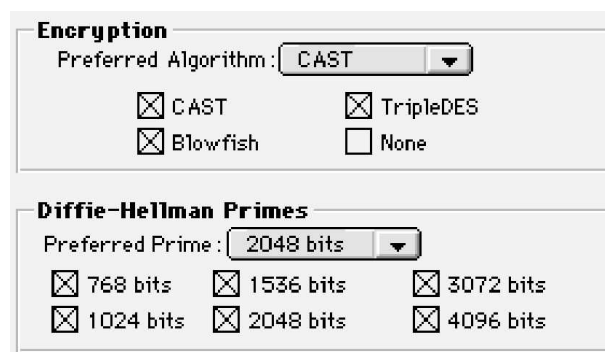 Encryption
Preferred Algorithm: CAST
CAST TripleDES
Blowfish None
Diffie-Hellman Primes
Preferred Prime: 2048 bits
768 bits 1536 bits 3072 bits
1024 bits 2048 bits 4096 bits